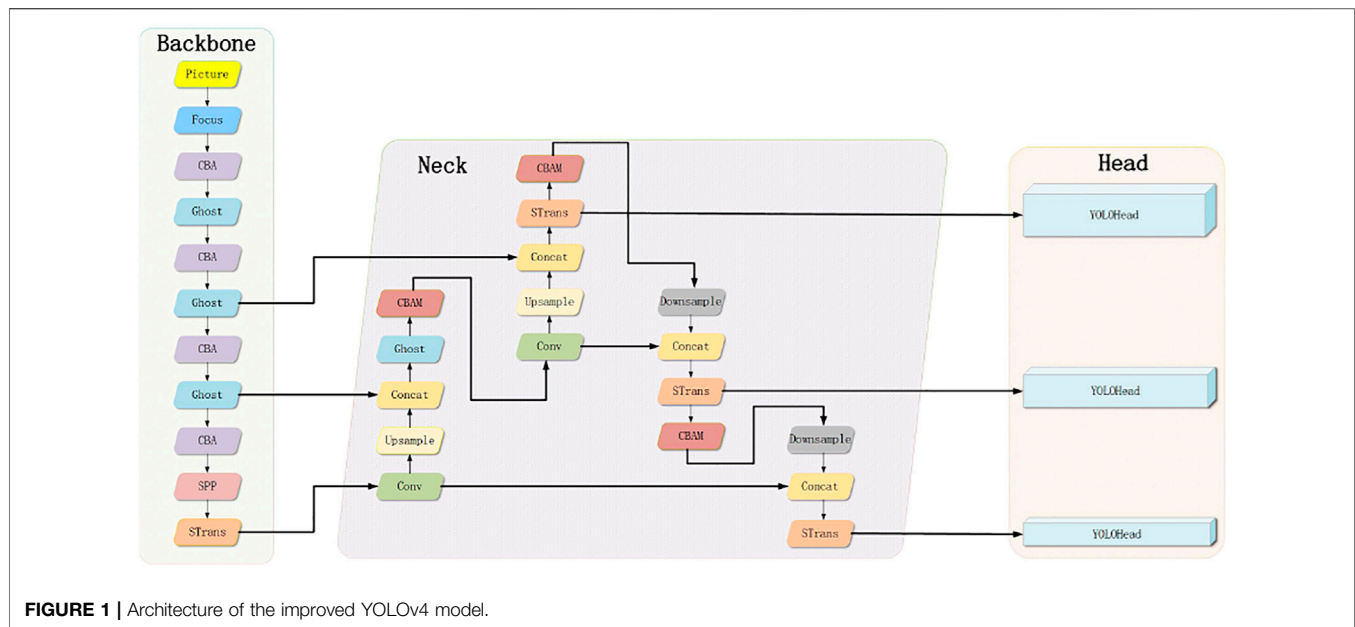 Backbone
Picture
Focus
CBA
Ghost
CBA
Ghost
CBA
Ghost
CBA
SPP
STrans
Neck
CBAM
Ghost
Concat
Upsample
Conv
CBAM
STrans
Concat
Upsample
Conv
Downsample
Concat
STrans
CBAM
Downsample
Concat
STrans
Head
YOLOHead
YOLOHead
YOLOHead
FIGURE 1 | Architecture of the improved YOLOv4 model.